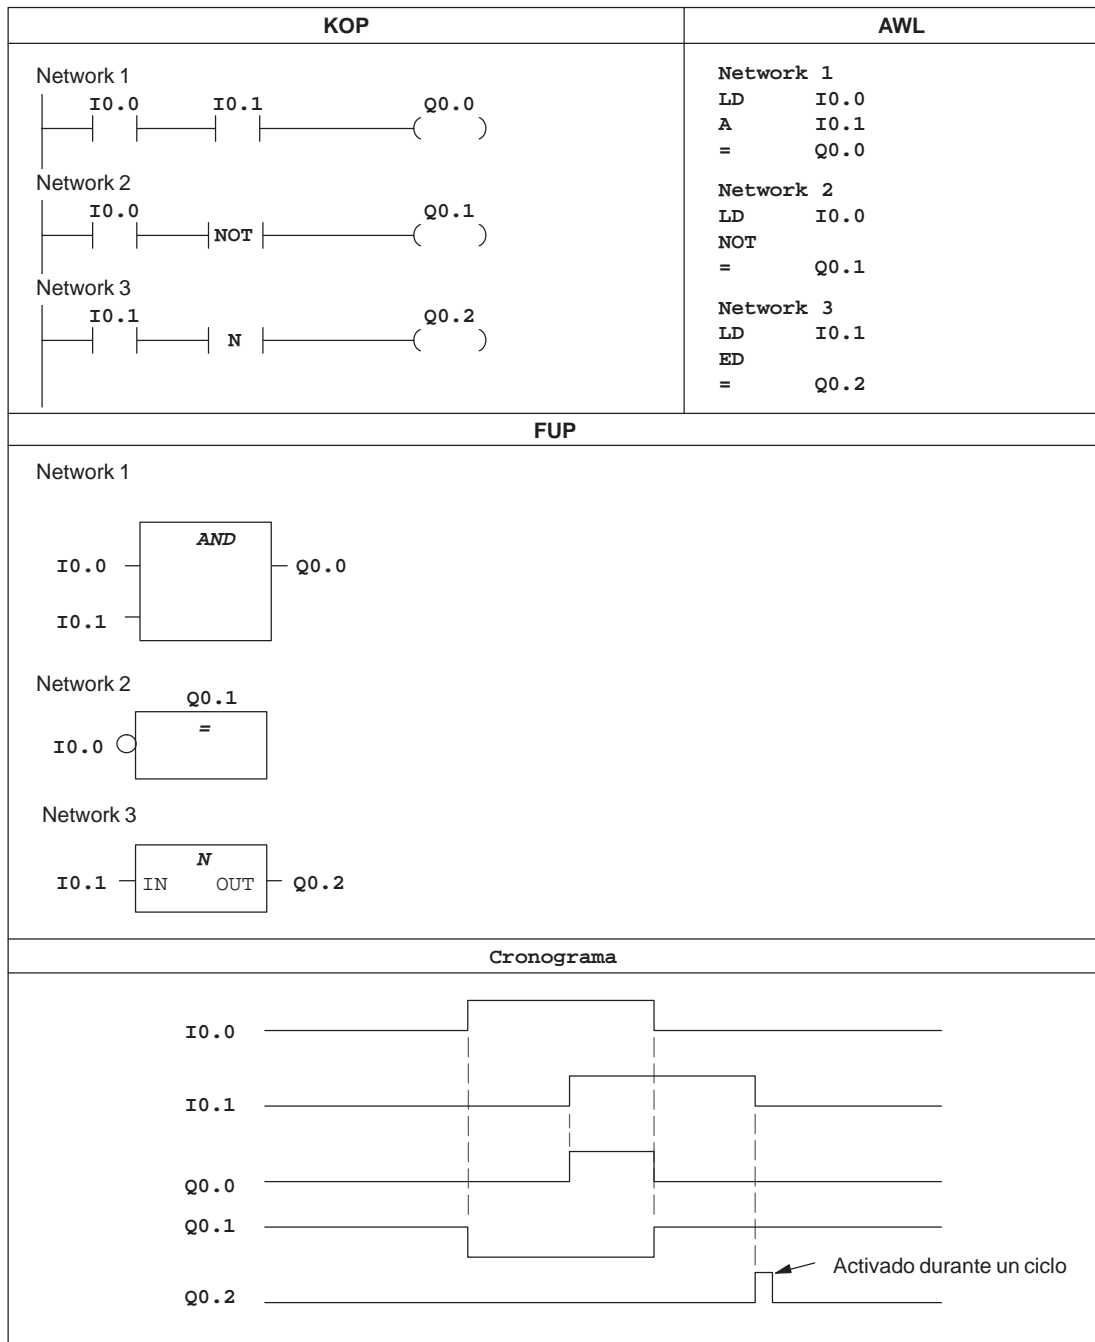 KOP
AWL
Network 1
I0.0 I0.1 Q0.0
Network 2
I0.0 Q0.1
NOT
Network 3
I0.1 Q0.2
N
Network 1
LD I0.0
A I0.1
= Q0.0
Network 2
LD I0.0
NOT
= Q0.1
Network 3
LD I0.1
ED
= Q0.2
FUP
Network 1
AND
I0.0 Q0.0
I0.1
Network 2
Q0.1
=
I0.0
Network 3
N
I0.1 IN OUT Q0.2
Cronograma
I0.0
I0.1
Q0.0
Q0.1
Activado durante un ciclo
Q0.2